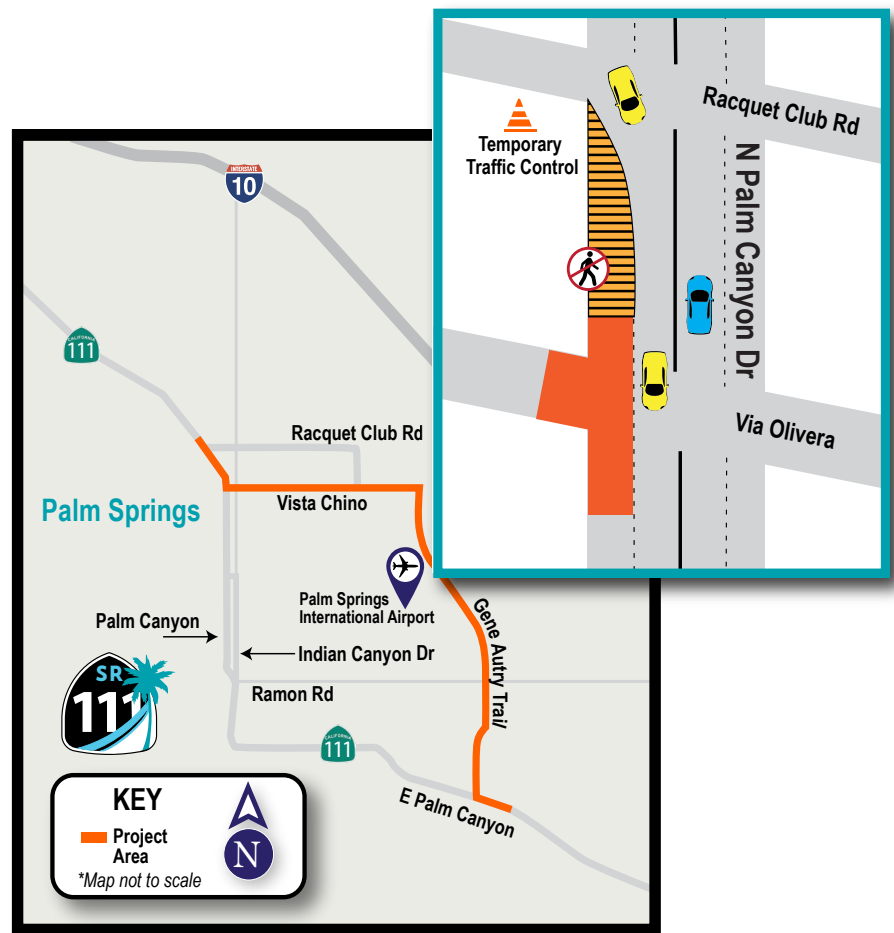 Racquet Club Rd
Temporary
Traffic Control
N Palm Canyon Dr
Via Olivera
INTERSTATE
10
CALIFORNIA
111
Racquet Club Rd
Vista Chino
Palm Springs
Palm Springs
International Airport
Gene Autry Trail
Palm Canyon
Indian Canyon Dr
SR
111
Ramon Rd
CALIFORNIA
111
E Palm Canyon
KEY
Project
Area
*Map not to scale
N